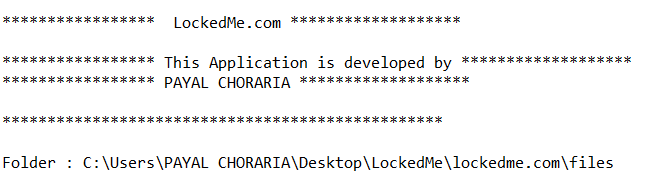 ***************** LockedMe.com *******************
***************** This Application is developed by *******************
***************** PAYAL CHORARIA *******************
*************************************************
Folder : C:\Users\PAYAL CHORARIA\Desktop\LockedMe\lockedme.com\files